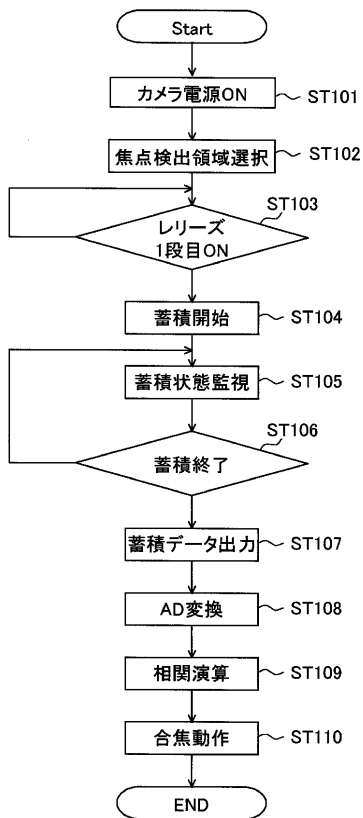 Start
カメラ電源ON
ST101
焦点検出領域選択
ST102
ST103
レリーズ
1段目ON
蓄積開始
ST104
蓄積状態監視
ST105
ST106
蓄積終了
蓄積データ出力
ST107
AD変換
ST108
相関演算
ST109
合焦動作
ST110
END